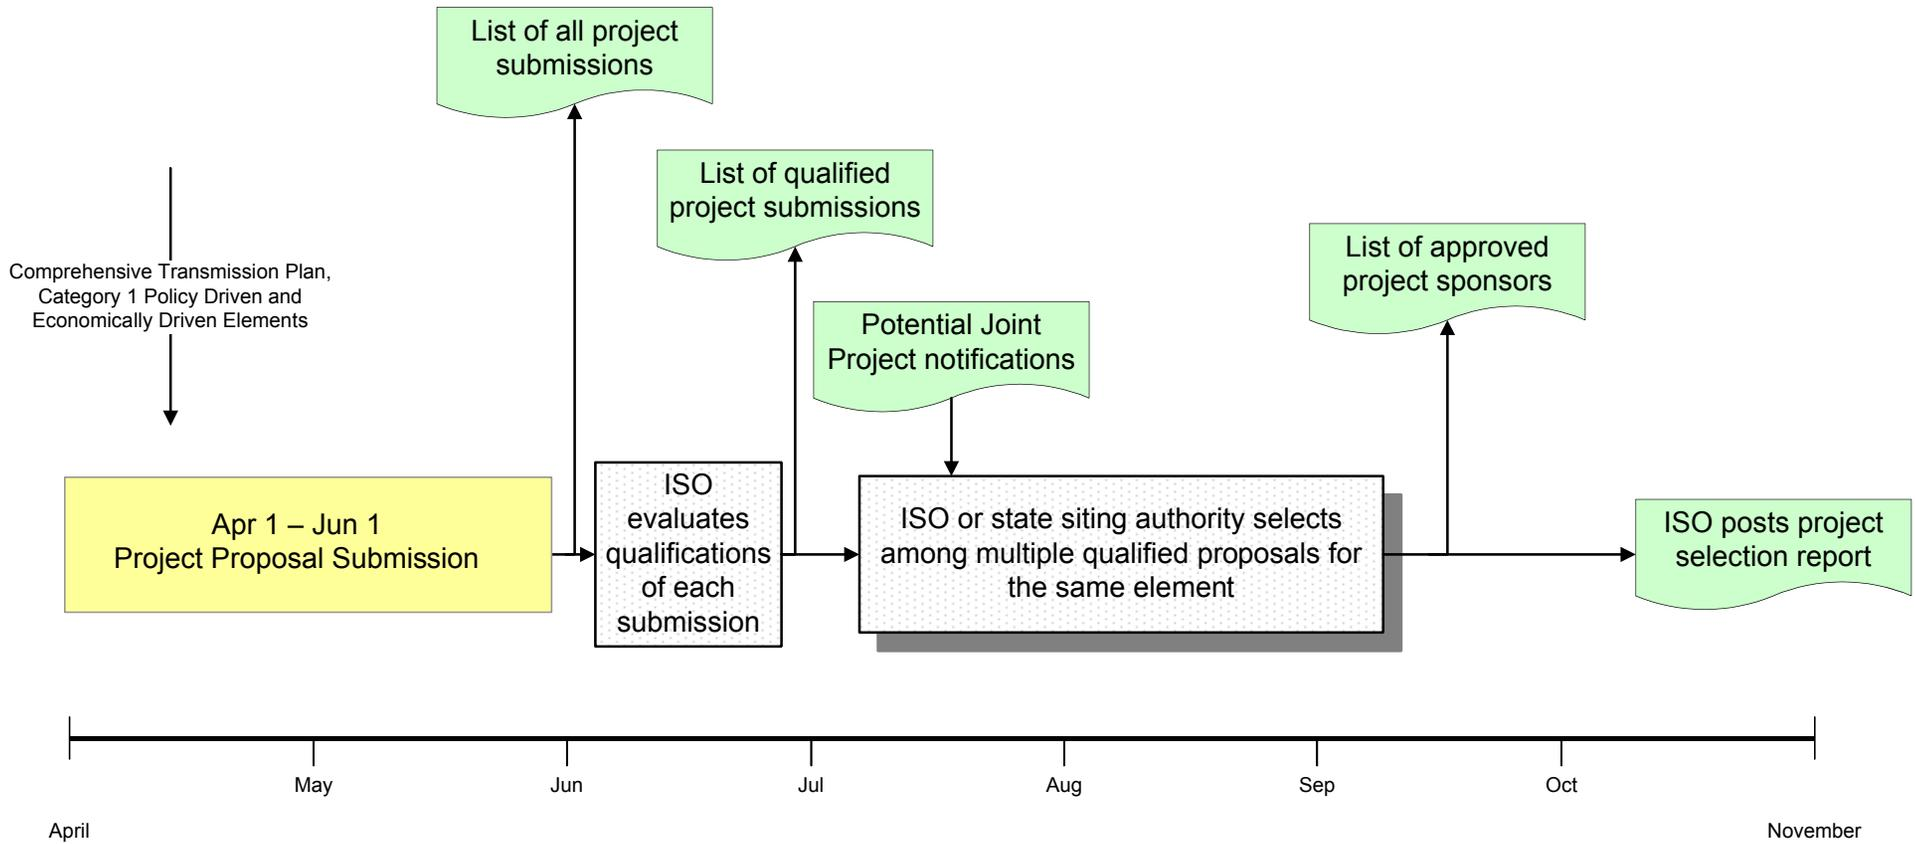 List of all project
submissions
List of qualified
project submissions
List of approved
project sponsors
Comprehensive Transmission Plan,
Category 1 Policy Driven and
Economically Driven Elements
Potential Joint
Project notifications
Apr 1 – Jun 1
Project Proposal Submission
ISO
evaluates
qualifications
of each
submission
ISO or state siting authority selects
among multiple qualified proposals for
the same element
ISO posts project
selection report
May
Jun
Jul
Aug
Sep
Oct
April
November